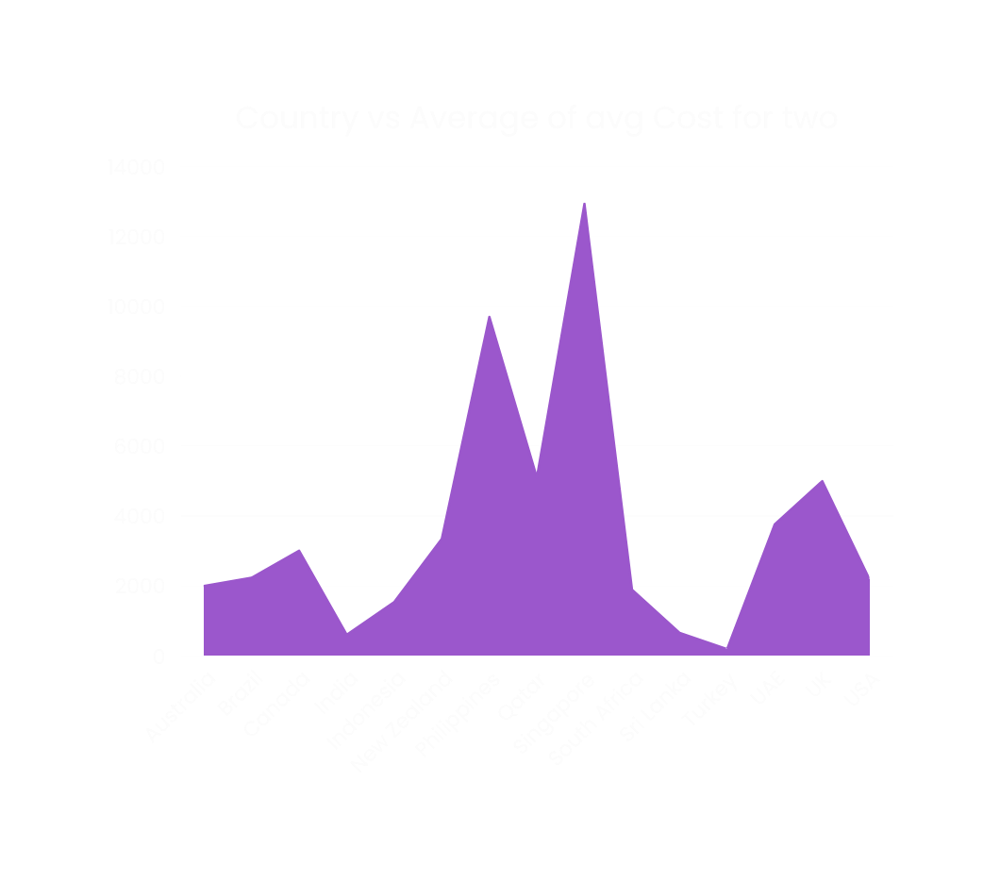 Country vs Average of avg Cost for two
14000
12000
10000
8000
6000
4000
2000
0
Australia
Brazil
Canada
India
Indonesia
New Zealand
Philippines
Qatar
Singapore
South Africa
Sri Lanka
Turkey
UAE
UK
USA